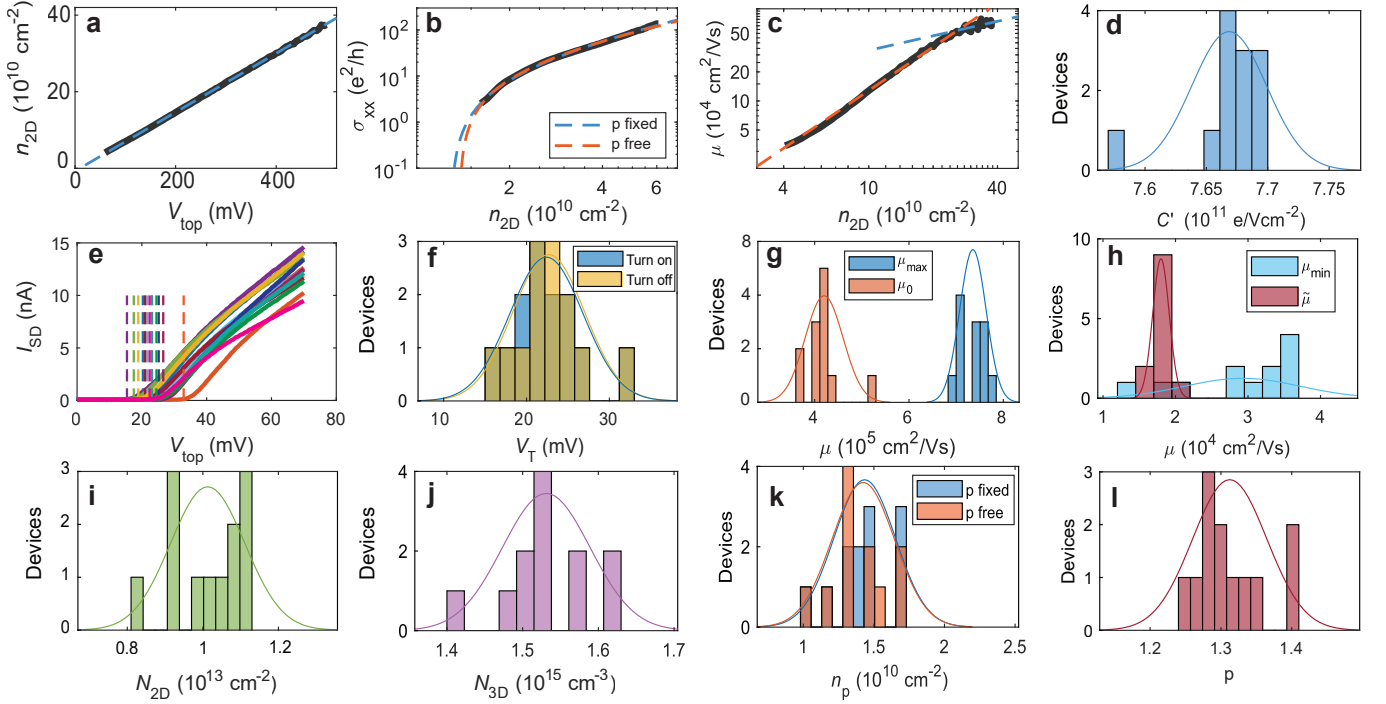 a
n2D (10^10 cm^-2)
40
20
0
0 200 400
Vtop (mV)
b
σxx (e^2/h)
10^2
10^1
10^0
10^-1
p fixed
p free
2 4 6
n2D (10^10 cm^-2)
c
μ (10^4 cm^2/Vs)
50
10
5
4 10 40
n2D (10^10 cm^-2)
d
Devices
4
2
0
7.6 7.65 7.7 7.75
C' (10^11 e/Vcm^-2)
e
ISD (nA)
15
10
5
0
0 20 40 60 80
Vtop (mV)
f
Devices
3
2
1
0
Turn on
Turn off
10 20 30
VT (mV)
g
Devices
8
4
0
μmax
μ0
4 6 8
μ (10^5 cm^2/Vs)
h
Devices
10
5
0
μmin
μ̃
1 2 3 4
μ (10^4 cm^2/Vs)
i
Devices
3
2
1
0
0.8 1 1.2
N2D (10^13 cm^-2)
j
Devices
4
2
0
1.4 1.5 1.6 1.7
N3D (10^15 cm^-3)
k
Devices
4
2
0
p fixed
p free
1 1.5 2 2.5
np (10^10 cm^-2)
l
Devices
3
2
1
0
1.2 1.3 1.4
p